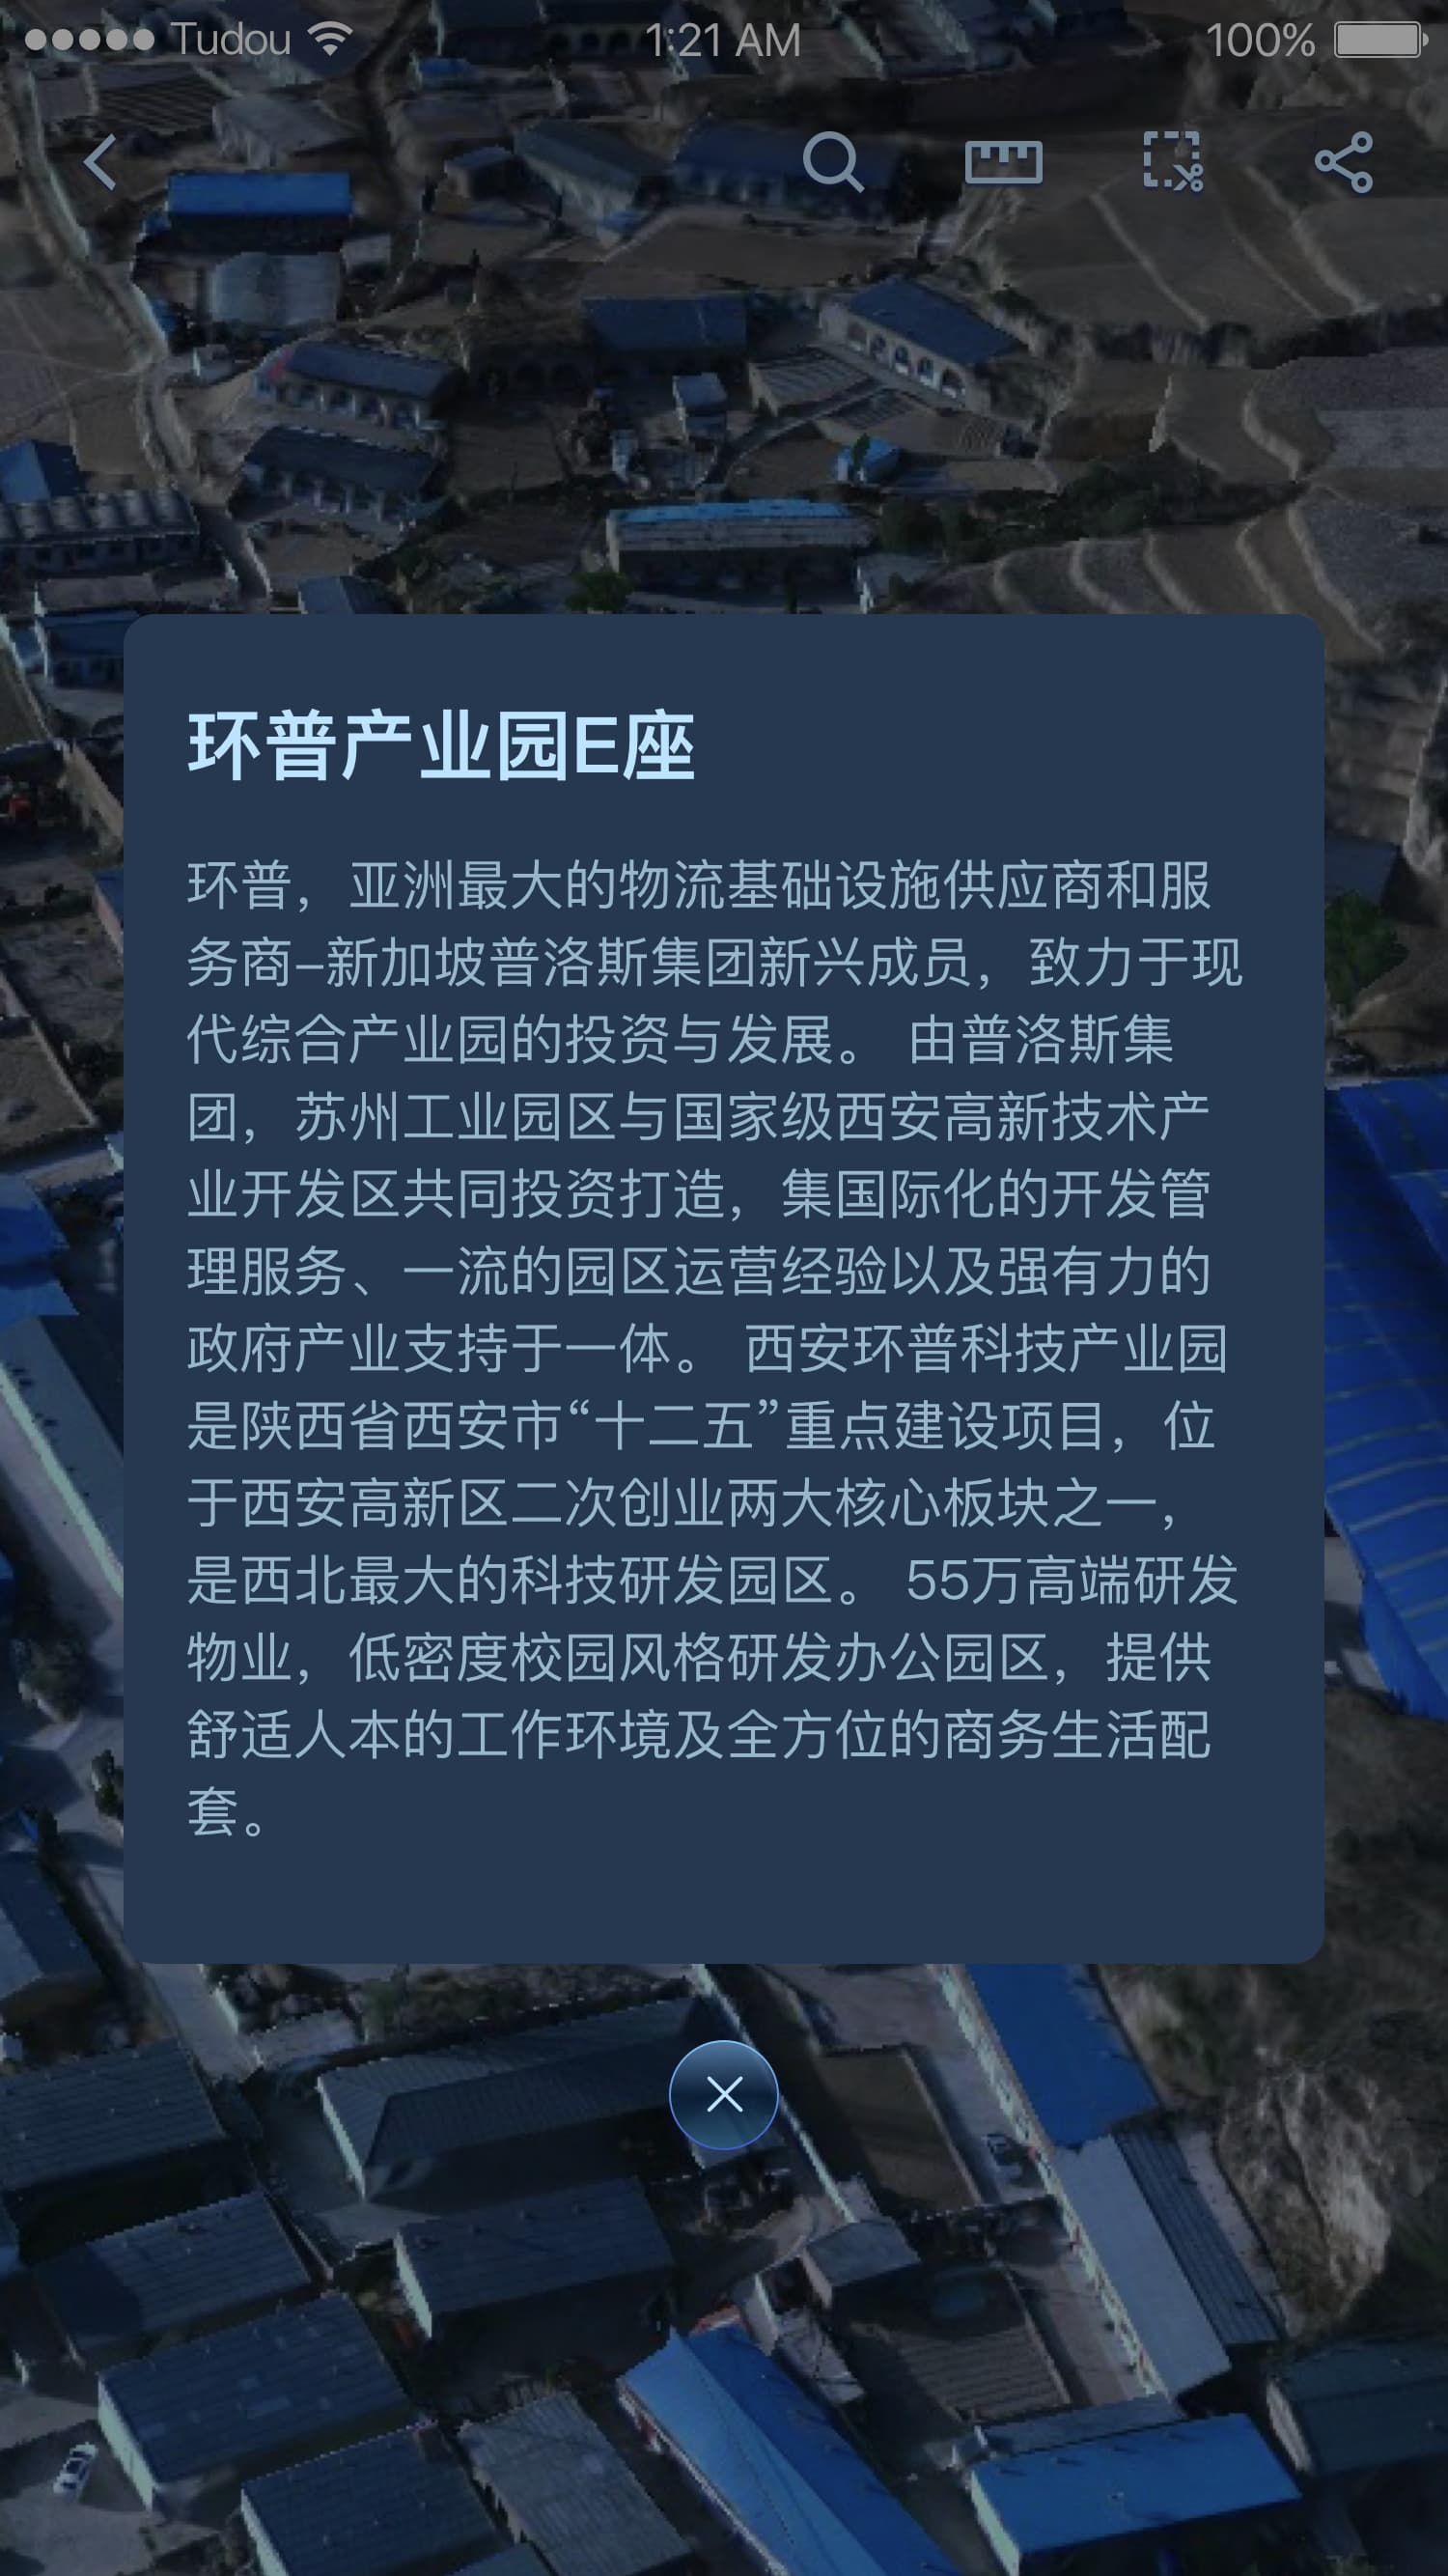 Tudou
1:21 AM
100%
环普产业园E座
环普，亚洲最大的物流基础设施供应商和服
务商–新加坡普洛斯集团新兴成员，致力于现
代综合产业园的投资与发展。 由普洛斯集
团，苏州工业园区与国家级西安高新技术产
业开发区共同投资打造，集国际化的开发管
理服务、一流的园区运营经验以及强有力的
政府产业支持于一体。 西安环普科技产业园
是陕西省西安市“十二五”重点建设项目，位
于西安高新区二次创业两大核心板块之一，
是西北最大的科技研发园区。 55万高端研发
物业，低密度校园风格研发办公园区，提供
舒适人本的工作环境及全方位的商务生活配
套。